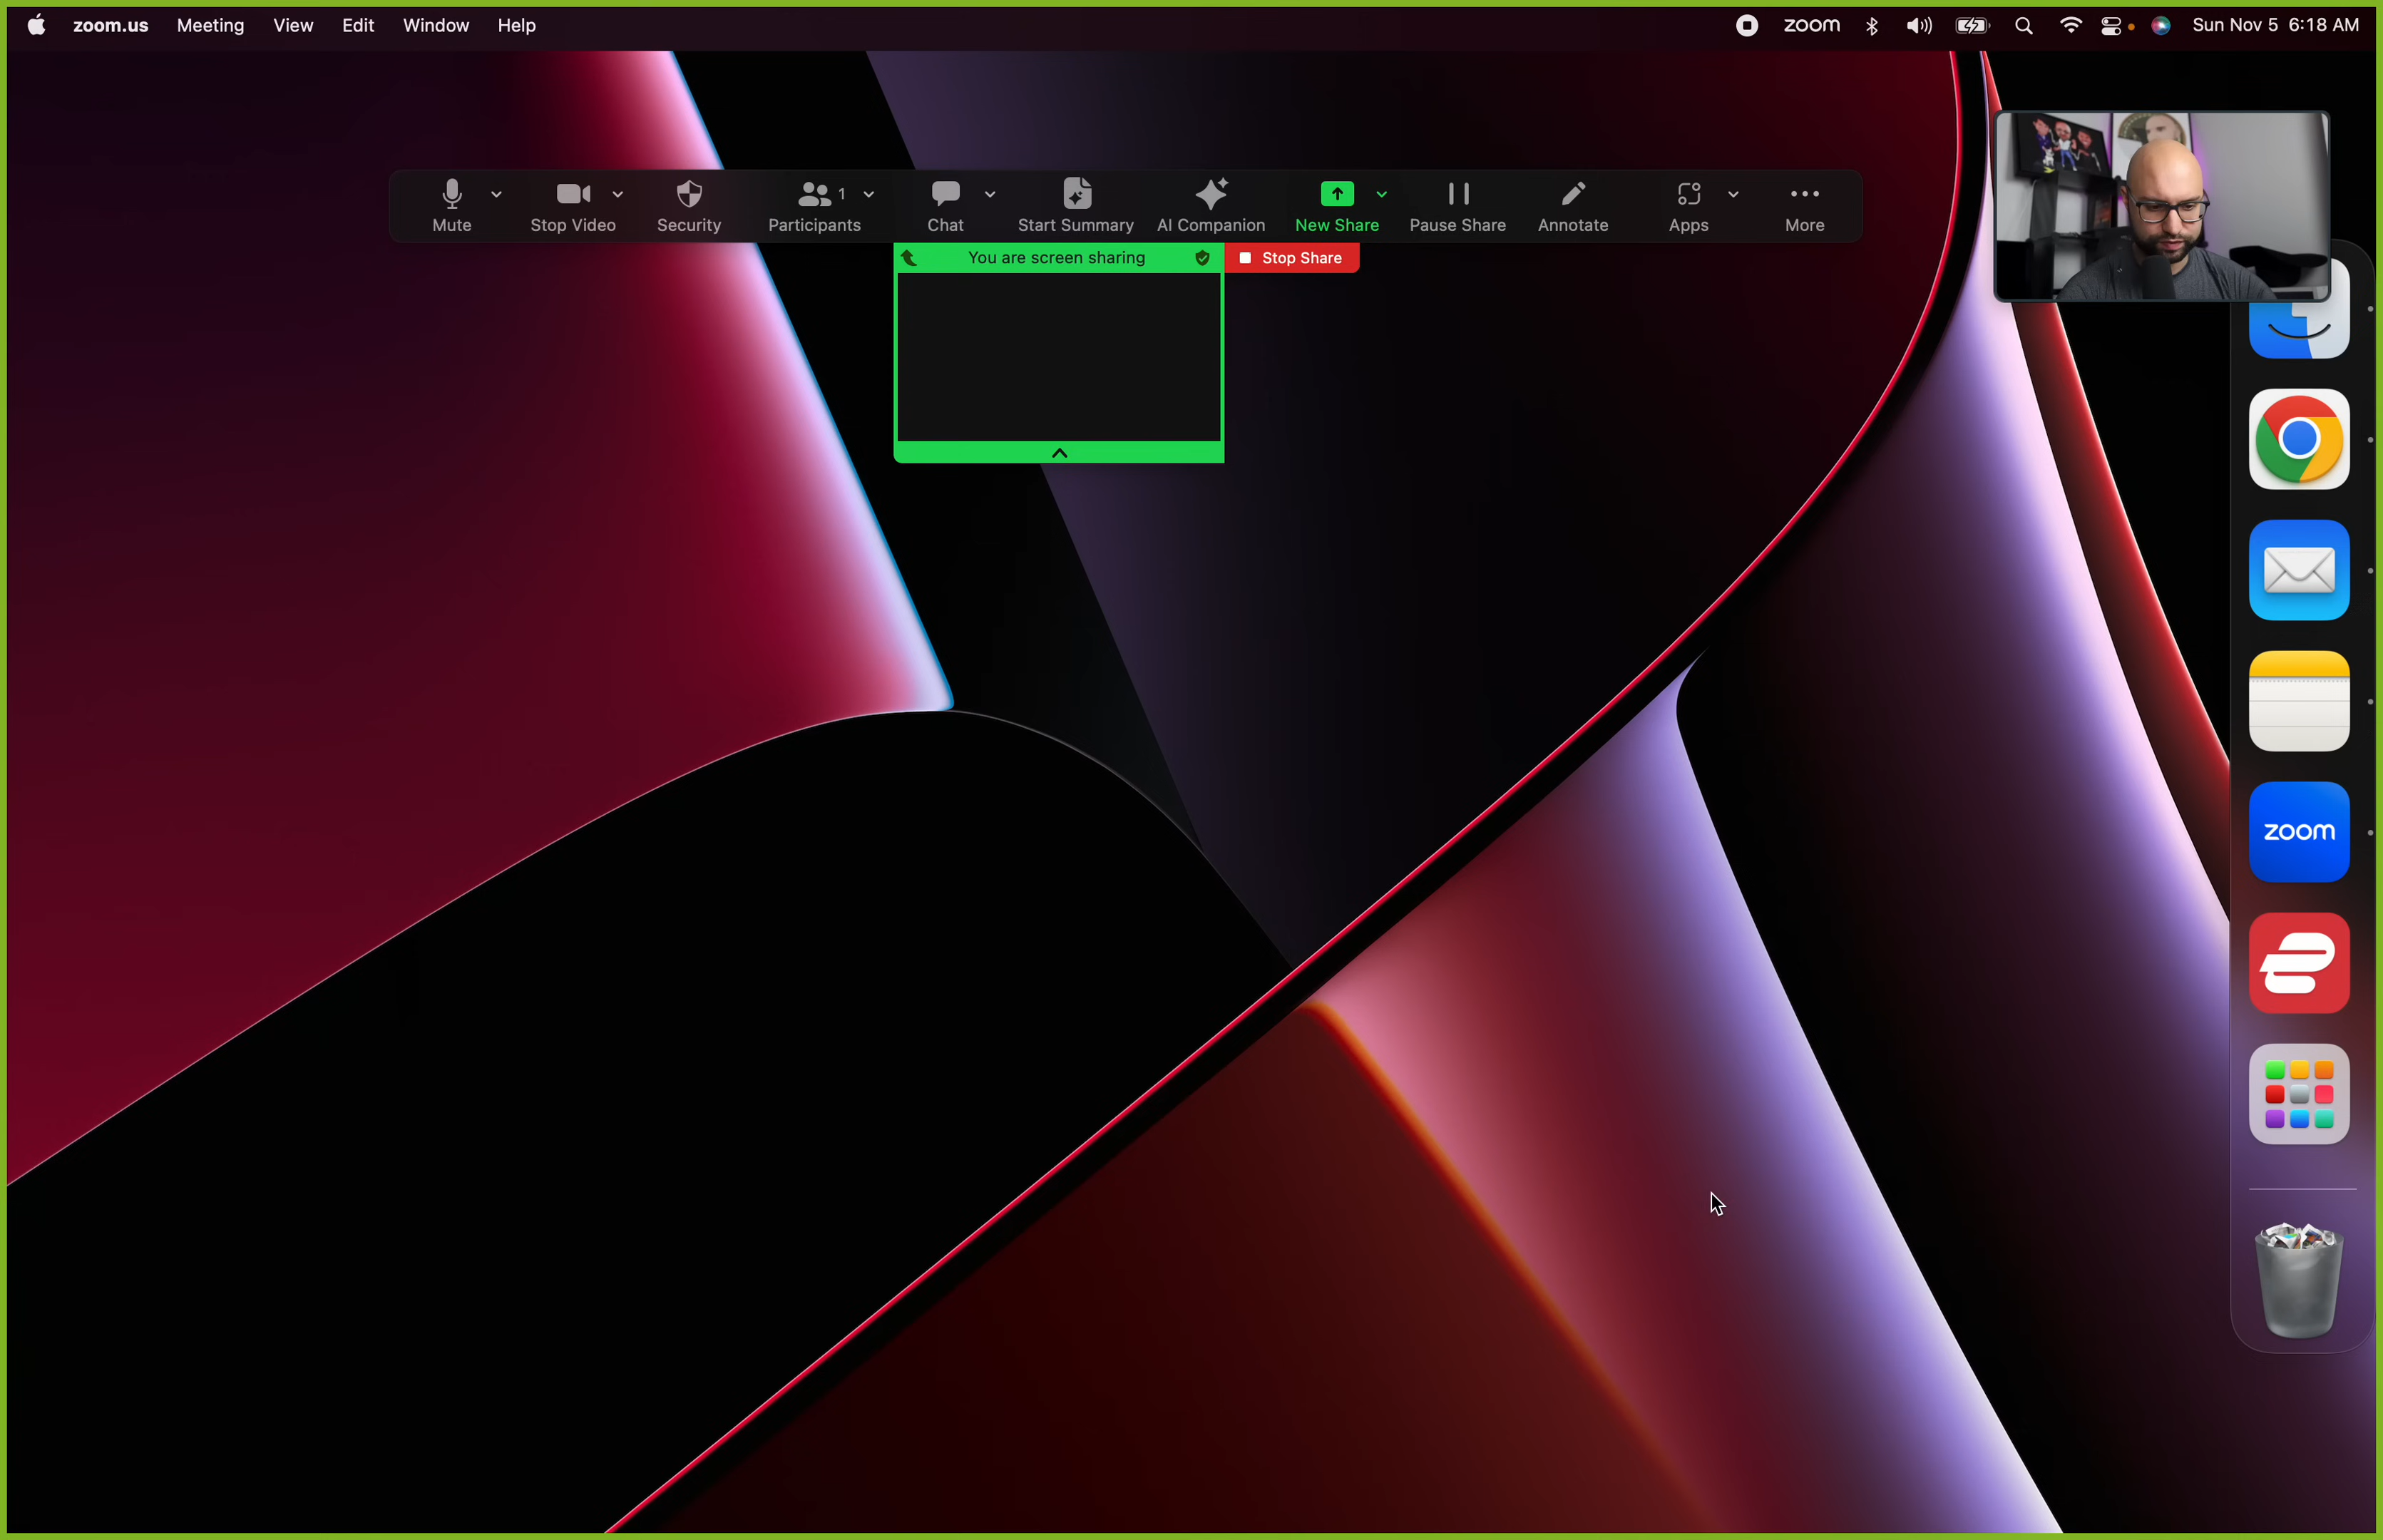 zoom.us Meeting View Edit Window Help zoom Sun Nov 5 6:18 AM
1
Mute Stop Video Security Participants Chat Start Summary AI Companion New Share Pause Share Annotate Apps More
You are screen sharing Stop Share
zoom